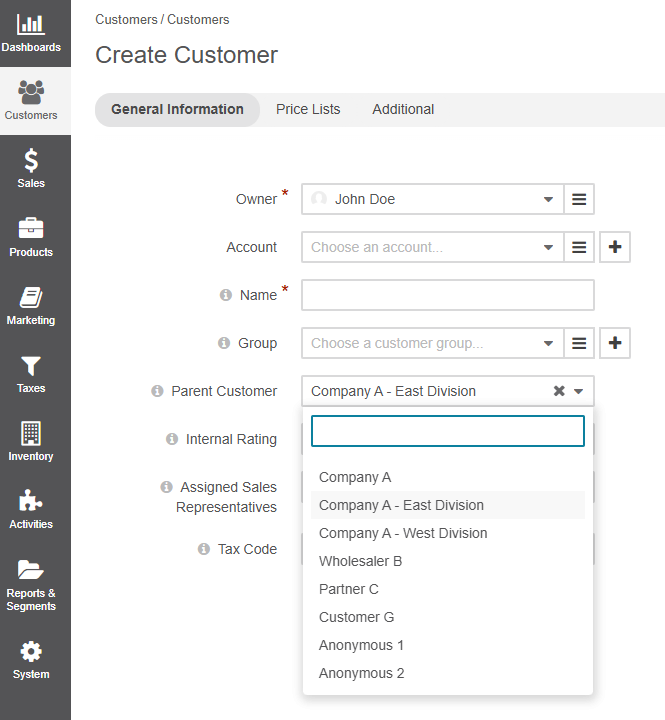 Dashboards
Customers
Sales
Products
Marketing
Taxes
Inventory
Activities
Reports &
Segments
System
Customers / Customers
Create Customer
General Information Price Lists Additional
Owner * John Doe
Account Choose an account...
Name *
Group Choose a customer group...
Parent Customer Company A - East Division
Internal Rating
Assigned Sales
Representatives
Tax Code
Company A
Company A - East Division
Company A - West Division
Wholesaler B
Partner C
Customer G
Anonymous 1
Anonymous 2